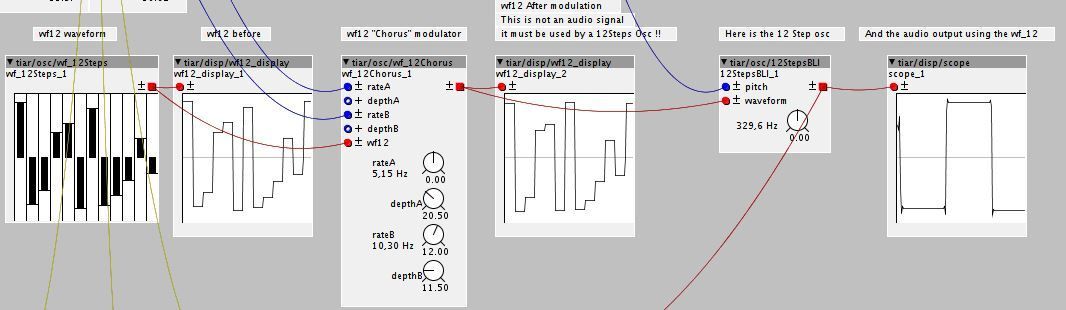 wf12 After modulation
This is not an audio signal
wf12 waveform
wf12 before
wf12 "Chorus" modulator
it must be used by a 12Steps Osc !!
Here is the 12 Step osc
And the audio output using the wf_12
tiar/osc/wf_12Steps
wf_12Steps_1
±
tiar/disp/wf12_display
wf12_display_1
±
tiar/osc/wf_12Chorus
wf_12Chorus_1
± rateA
±
+ depthA
± rateB
+ depthB
± wf12
rateA
5,15 Hz
0.00
depthA
20.50
rateB
10,30 Hz
12.00
depthB
11.50
tiar/disp/wf12_display
wf12_display_2
±
tiar/osc/12StepsBLI
12StepsBLI_1
± pitch
±
± waveform
329,6 Hz
0.00
tiar/disp/scope
scope_1
±